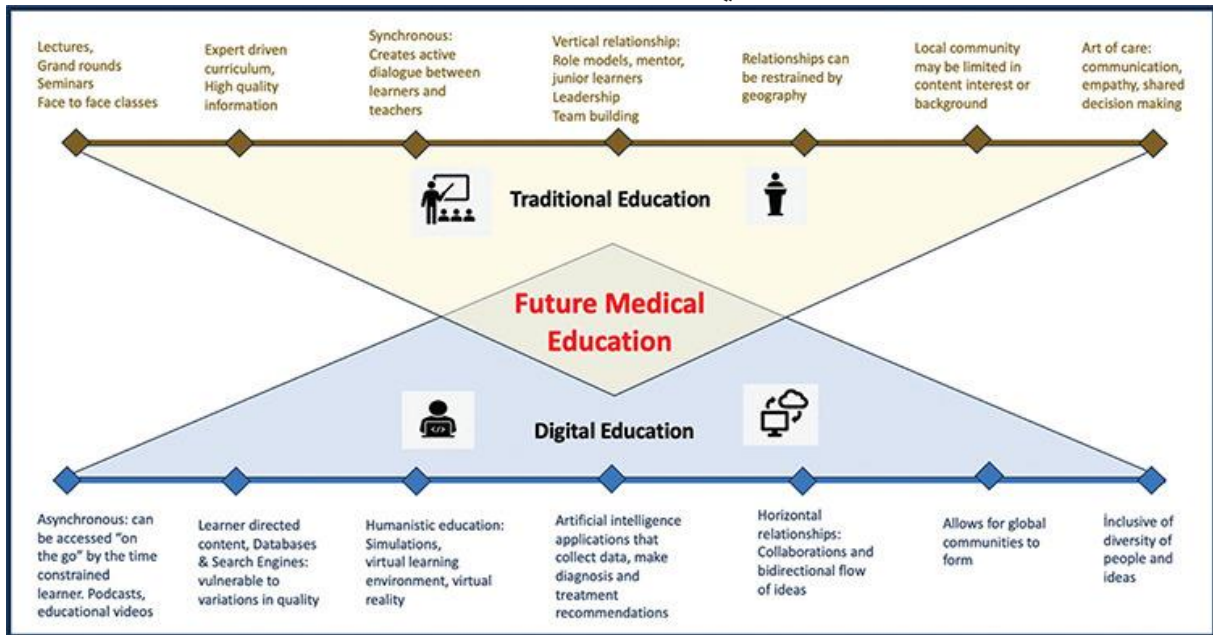 Lectures,
Grand rounds
Seminars
Face to face classes
Expert driven
curriculum,
High quality
information
Synchronous:
Creates active
dialogue between
learners and
teachers
Vertical relationship:
Role models, mentor,
junior learners
Leadership
Team building
Relationships can
be restrained by
geography
Local community
may be limited in
content interest or
background
Art of care:
communication,
empathy, shared
decision making
Traditional Education
Future Medical
Education
Digital Education
Asynchronous: can
be accessed "on
the go" by the time
constrained
learner. Podcasts,
educational videos
Learner directed
content, Databases
& Search Engines:
vulnerable to
variations in quality
Humanistic education:
Simulations,
virtual learning
environment, virtual
reality
Artificial intelligence
applications that
collect data, make
diagnosis and
treatment
recommendations
Horizontal
relationships:
Collaborations and
bidirectional flow
of ideas
Allows for global
communities to
form
Inclusive of
diversity of
people and
ideas